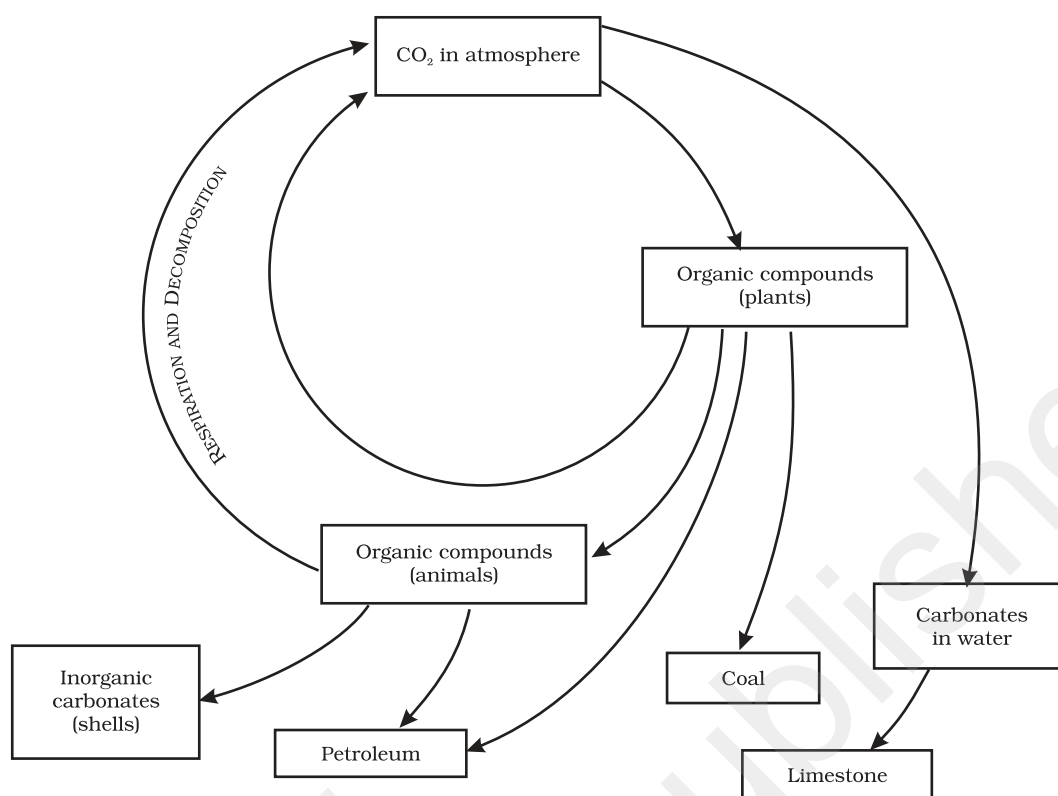 CO₂ in atmosphere
RESPIRATION AND DECOMPOSITION
Organic compounds
(plants)
Organic compounds
(animals)
Carbonates
in water
Inorganic
carbonates
(shells)
Coal
Petroleum
Limestone